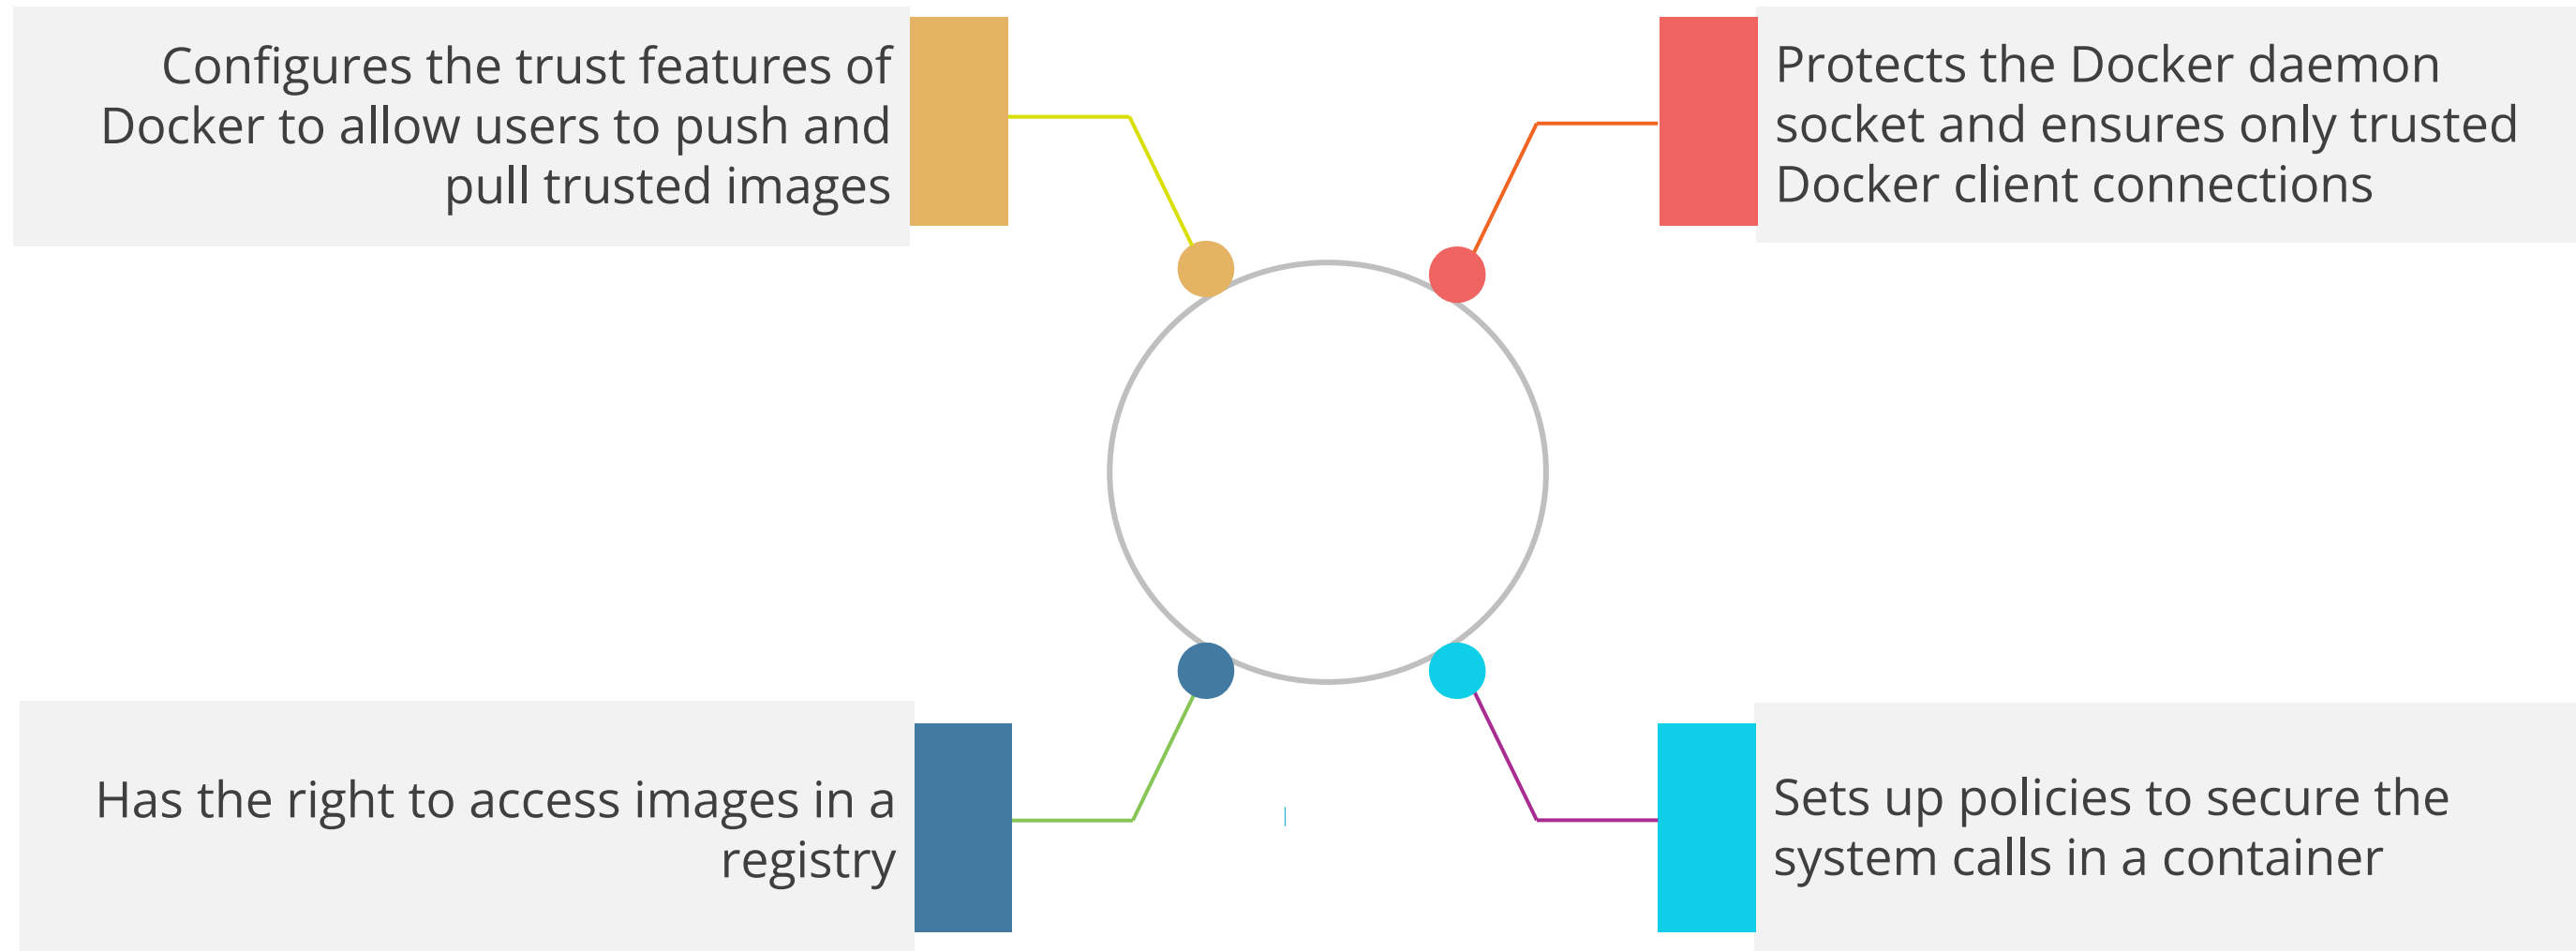 Configures the trust features of
Docker to allow users to push and
pull trusted images
Protects the Docker daemon
socket and ensures only trusted
Docker client connections
Has the right to access images in a
registry
Sets up policies to secure the
system calls in a container